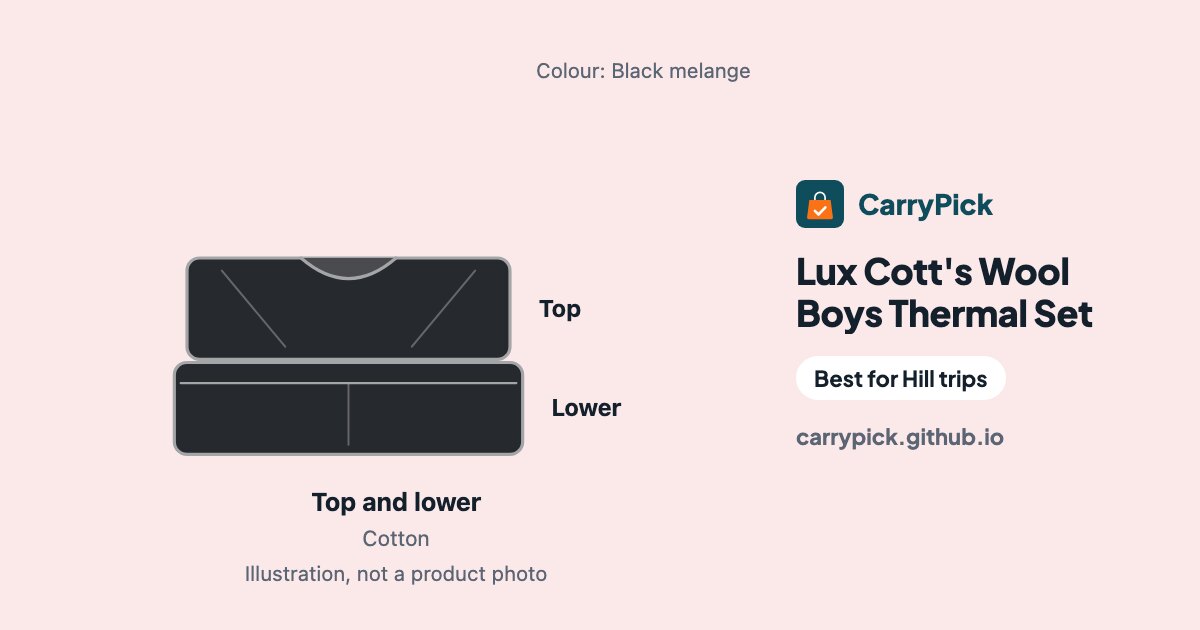 Colour: Black melange
CarryPick
Lux Cott's Wool
Boys Thermal Set
Best for Hill trips
carrypick.github.io
Top
Lower
Top and lower
Cotton
Illustration, not a product photo